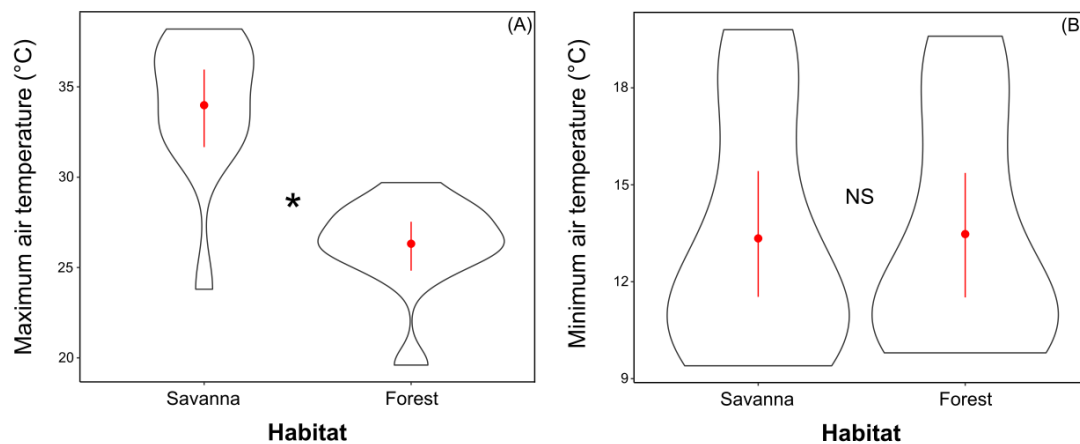 (A)
Maximum air temperature (°C)
35
30
25
20
*
Savanna
Forest
Habitat
(B)
Minimum air temperature (°C)
18
15
12
9
NS
Savanna
Forest
Habitat